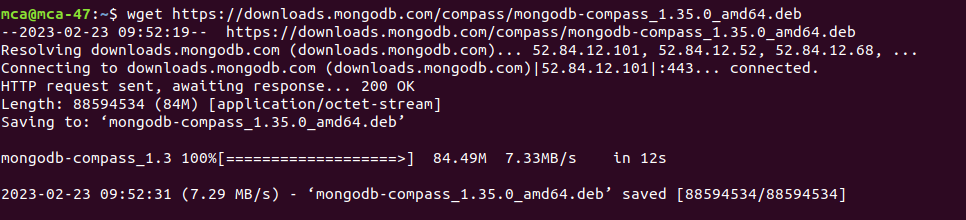 mca@mca-47:~$ wget https://downloads.mongodb.com/compass/mongodb-compass_1.35.0_amd64.deb
--2023-02-23 09:52:19--  https://downloads.mongodb.com/compass/mongodb-compass_1.35.0_amd64.deb
Resolving downloads.mongodb.com (downloads.mongodb.com)... 52.84.12.101, 52.84.12.52, 52.84.12.68, ...
Connecting to downloads.mongodb.com (downloads.mongodb.com)|52.84.12.101|:443... connected.
HTTP request sent, awaiting response... 200 OK
Length: 88594534 (84M) [application/octet-stream]
Saving to: ‘mongodb-compass_1.35.0_amd64.deb’
mongodb-compass_1.3 100%[===================>]  84.49M  7.33MB/s    in 12s
2023-02-23 09:52:31 (7.29 MB/s) - ‘mongodb-compass_1.35.0_amd64.deb’ saved [88594534/88594534]